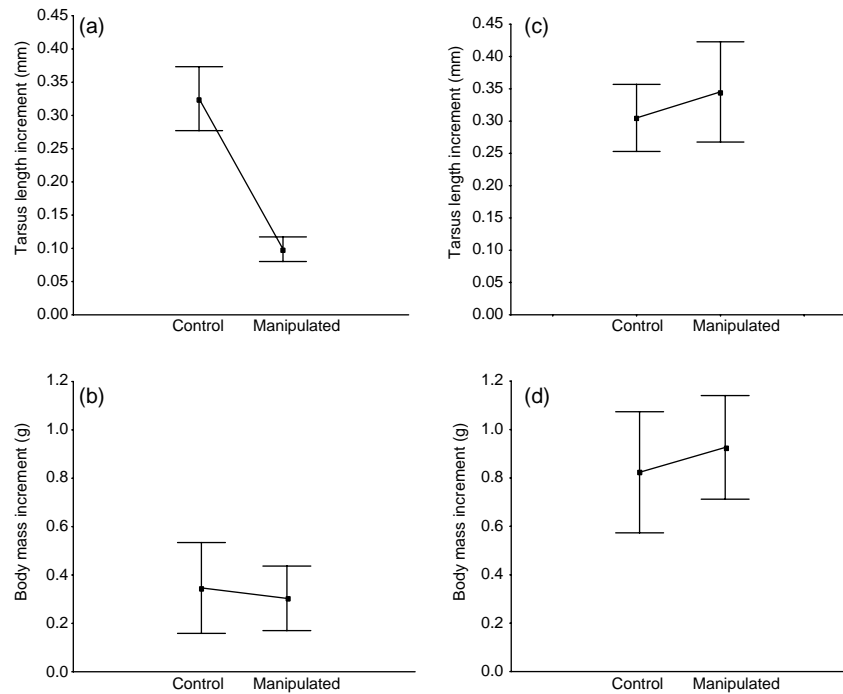 (a)
Tarsus length increment (mm)
0.45
0.40
0.35
0.30
0.25
0.20
0.15
0.10
0.05
0.00
Control Manipulated
(c)
Tarsus length increment (mm)
0.45
0.40
0.35
0.30
0.25
0.20
0.15
0.10
0.05
0.00
Control Manipulated
(b)
Body mass increment (g)
1.2
1.0
0.8
0.6
0.4
0.2
0.0
Control Manipulated
(d)
Body mass increment (g)
1.2
1.0
0.8
0.6
0.4
0.2
0.0
Control Manipulated